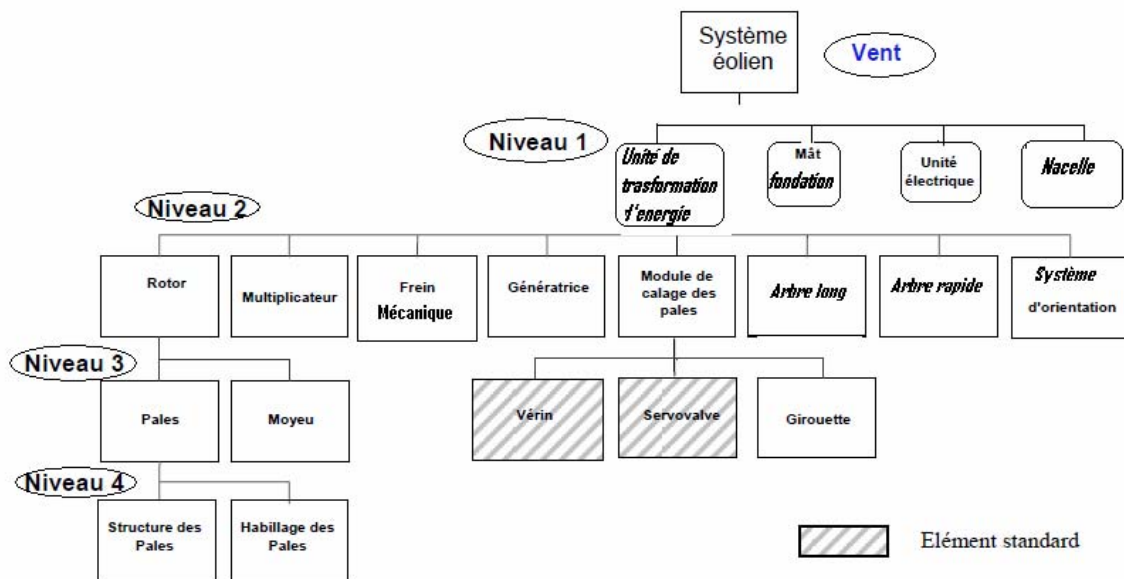 Système
éolien
Vent
Niveau 1
Unité de
trasformation
d'energie
Mât
fondation
Unité
électrique
Nacelle
Niveau 2
Rotor
Multiplicateur
Frein
Mécanique
Génératrice
Module de
calage des
pales
Arbre long
Arbre rapide
Système
d'orientation
Niveau 3
Pales
Moyeu
Vérin
Servovalve
Girouette
Niveau 4
Structure des
Pales
Habillage des
Pales
Elément standard